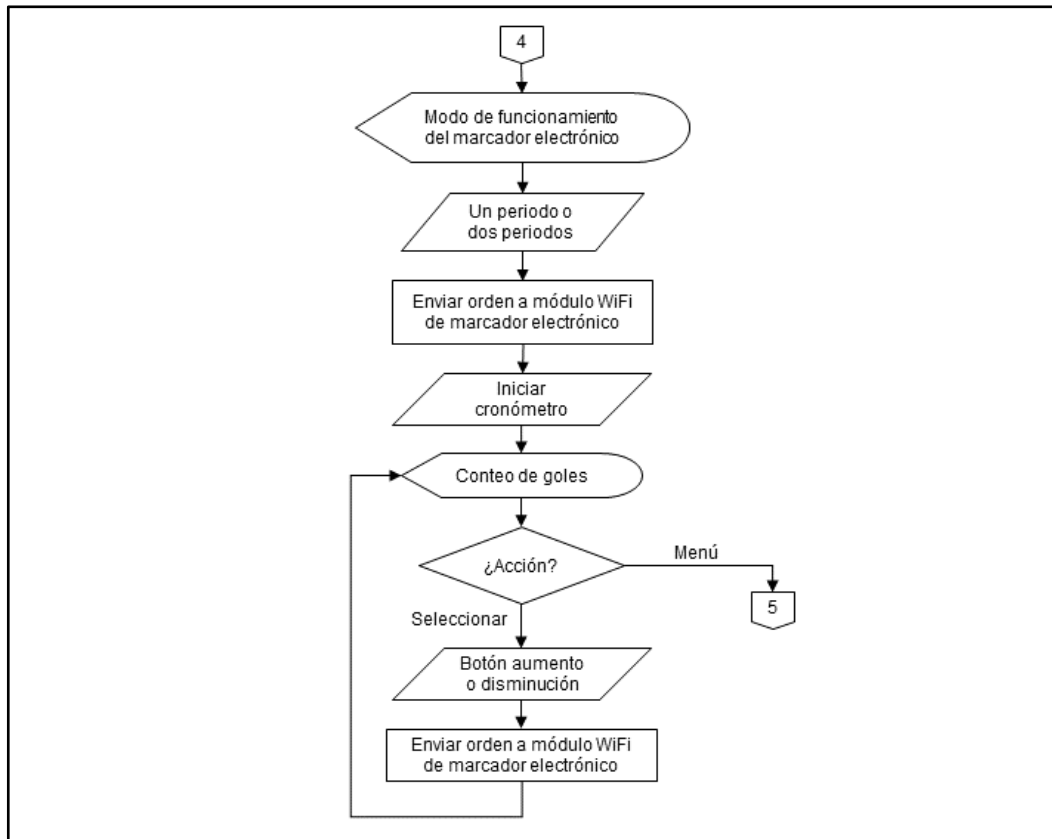 4
Modo de funcionamiento
del marcador electrónico
Un periodo o
dos periodos
Enviar orden a módulo WiFi
de marcador electrónico
Iniciar
cronómetro
Conteo de goles
¿Acción?
Menú
5
Seleccionar
Botón aumento
o disminución
Enviar orden a módulo WiFi
de marcador electrónico